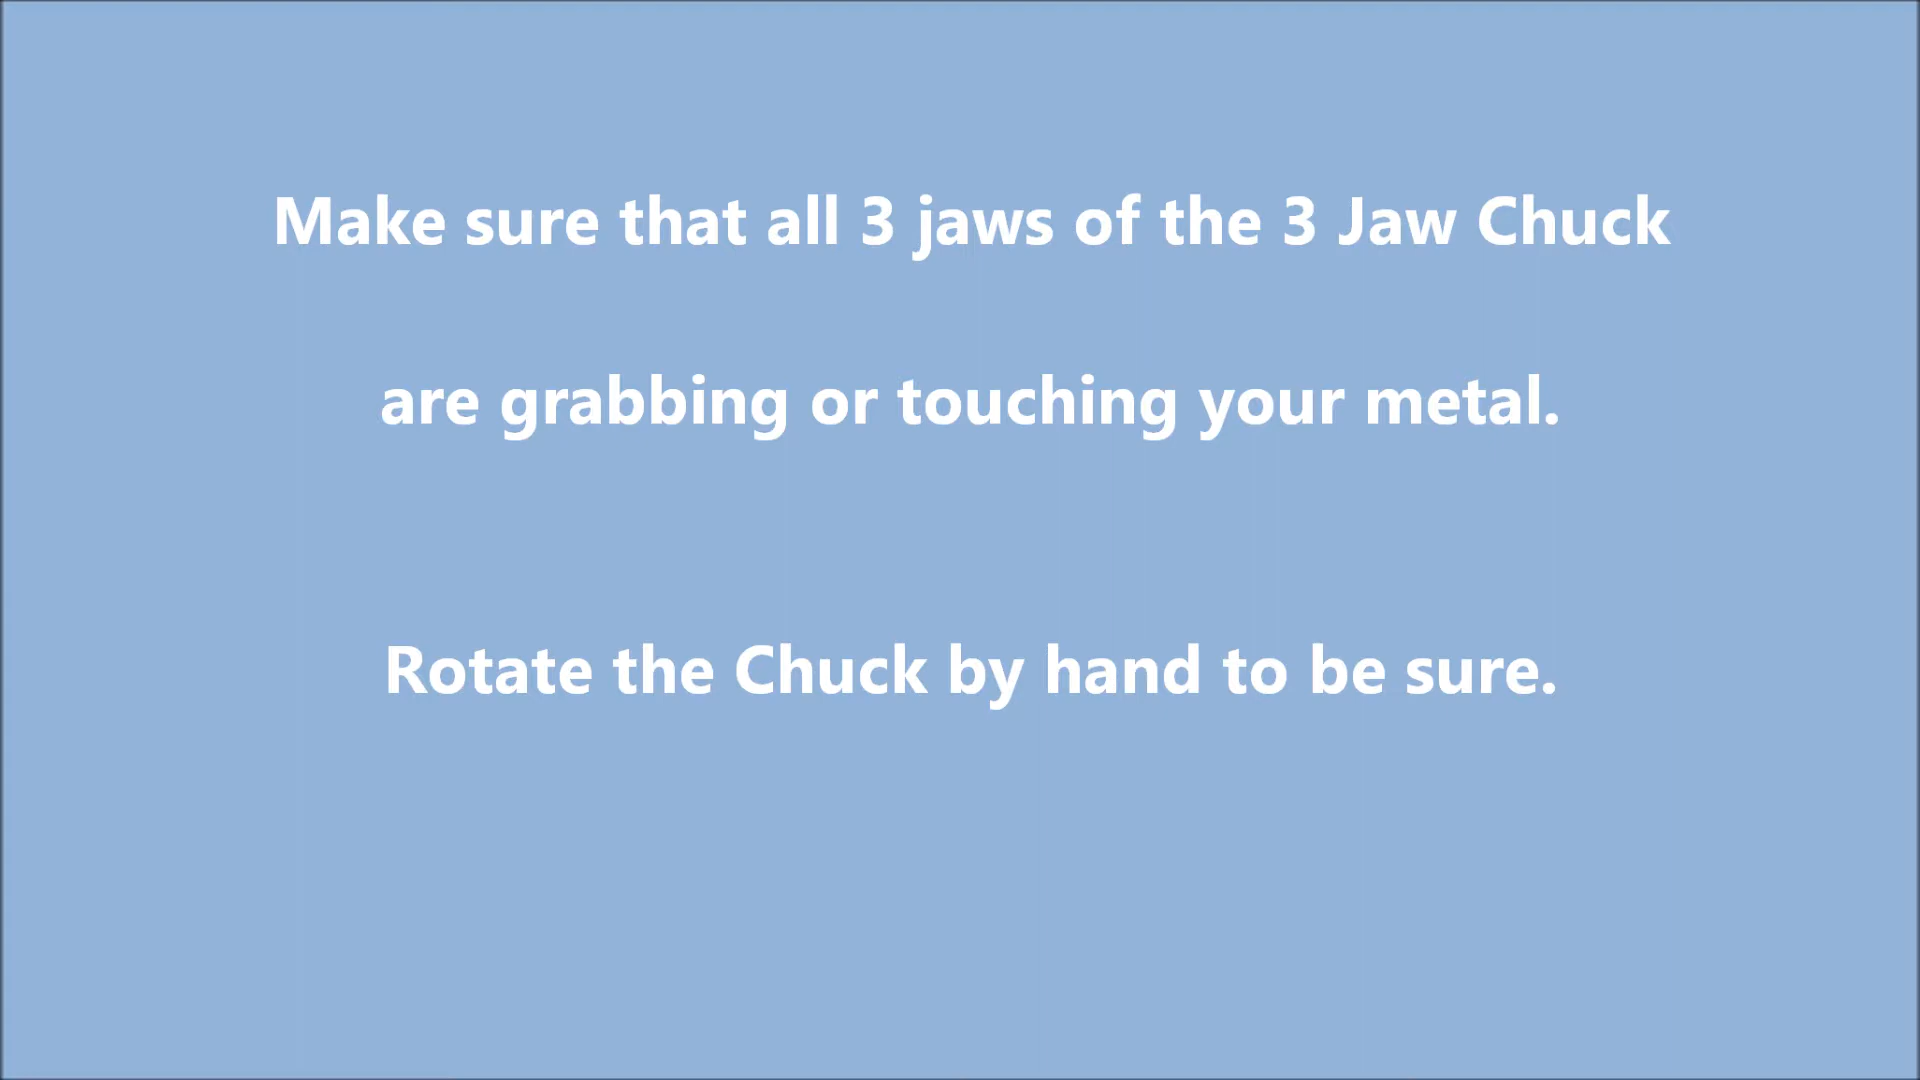 Make sure that all 3 jaws of the 3 Jaw Chuck
are grabbing or touching your metal.
Rotate the Chuck by hand to be sure.